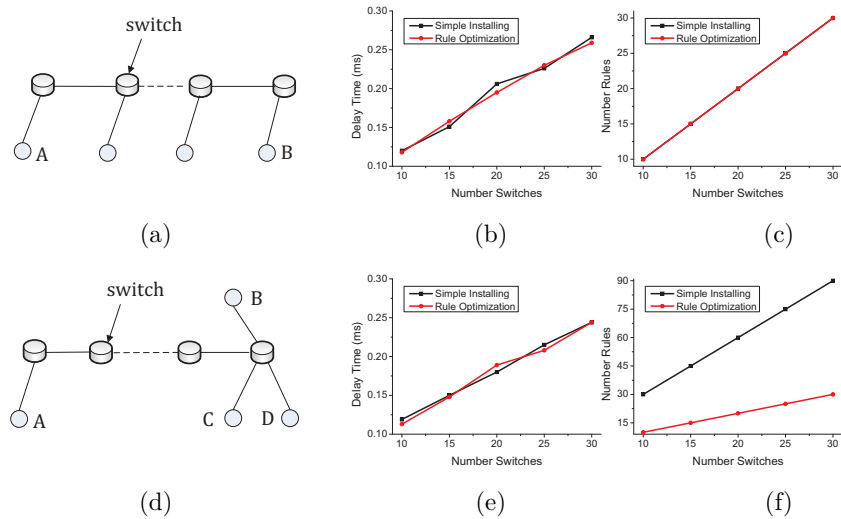 switch
A
B
(a)
0.30
0.25
0.20
0.15
0.10
Delay Time (ms)
Simple Installing
Rule Optimization
10 15 20 25 30
Number Switches
(b)
30
25
20
15
10
Number Rules
Simple Installing
Rule Optimization
10 15 20 25 30
Number Switches
(c)
switch
B
A
C
D
(d)
0.30
0.25
0.20
0.15
0.10
Delay Time (ms)
Simple Installing
Rule Optimization
10 15 20 25 30
Number Switches
(e)
90
75
60
45
30
15
Number Rules
Simple Installing
Rule Optimization
10 15 20 25 30
Number Switches
(f)